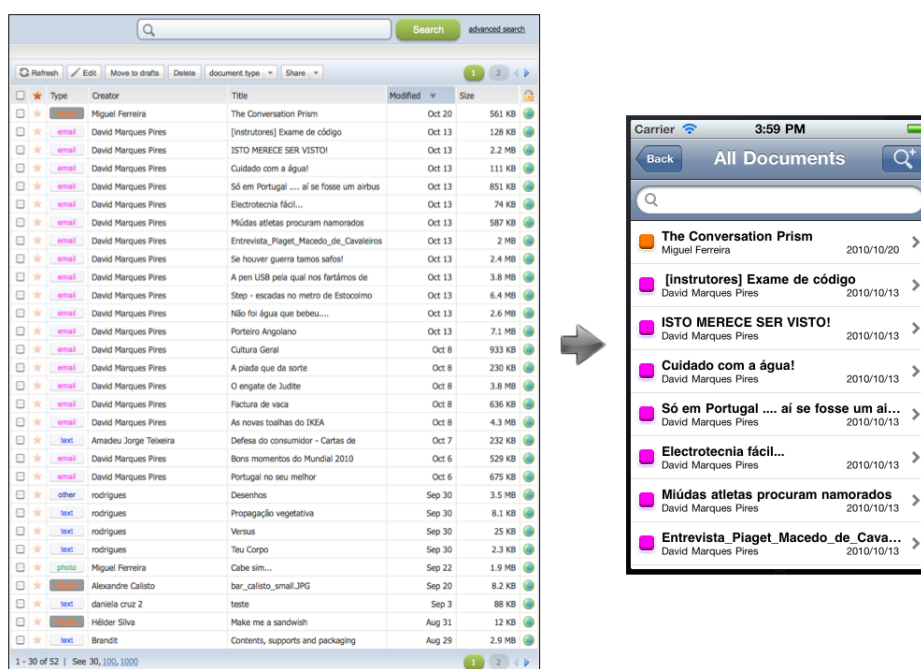 Search advanced search
Refresh Edit Move to drafts Delete document type Share 1 2
Type Creator Title Modified Size
Miguel Ferreira The Conversation Prism Oct 20 561 KB
email David Marques Pires [instrutores] Exame de código Oct 13 128 KB
email David Marques Pires ISTO MERECE SER VISTO! Oct 13 2.2 MB
email David Marques Pires Cuidado com a água! Oct 13 111 KB
email David Marques Pires Só em Portugal .... aí se fosse um airbus Oct 13 851 KB
email David Marques Pires Electrotecnia fácil... Oct 13 74 KB
email David Marques Pires Miúdas atletas procuram namorados Oct 13 587 KB
email David Marques Pires Entrevista_Piaget_Macedo_de_Cavaleiros Oct 13 2 MB
email David Marques Pires Se houver guerra tamos safos! Oct 13 2.4 MB
email David Marques Pires A pen USB pela qual nos fartámos de Oct 13 3.8 MB
email David Marques Pires Step - escadas no metro de Estocolmo Oct 13 6.4 MB
email David Marques Pires Não foi água que bebeu.... Oct 13 2.6 MB
email David Marques Pires Porteiro Angolano Oct 13 7.1 MB
email David Marques Pires Cultura Geral Oct 8 933 KB
email David Marques Pires A piada que da sorte Oct 8 230 KB
email David Marques Pires O engate de Judite Oct 8 3.8 MB
email David Marques Pires Factura de vaca Oct 8 636 KB
email David Marques Pires As novas toalhas do IKEA Oct 8 4.3 MB
text Amadeu Jorge Teixeira Defesa do consumidor - Cartas de Oct 7 232 KB
email David Marques Pires Bons momentos do Mundial 2010 Oct 6 529 KB
email David Marques Pires Portugal no seu melhor Oct 6 675 KB
other rodrigues Desenhos Sep 30 3.5 MB
text rodrigues Propagação vegetativa Sep 30 8.1 KB
text rodrigues Versus Sep 30 25 KB
text rodrigues Teu Corpo Sep 30 2.3 KB
photo Miguel Ferreira Cabe sim... Sep 22 1.9 MB
Alexandre Calisto bar_calisto_small.JPG Sep 20 8.2 KB
text daniela cruz 2 teste Sep 3 88 KB
Hélder Silva Make me a sandwish Aug 31 12 KB
text Brandit Contents, supports and packaging Aug 29 2.9 MB
1 - 30 of 52 | See 30, 100, 1000 1 2
Carrier 3:59 PM
Back All Documents
The Conversation Prism
Miguel Ferreira 2010/10/20
[instrutores] Exame de código
David Marques Pires 2010/10/13
ISTO MERECE SER VISTO!
David Marques Pires 2010/10/13
Cuidado com a água!
David Marques Pires 2010/10/13
Só em Portugal .... aí se fosse um ai...
David Marques Pires 2010/10/13
Electrotecnia fácil...
David Marques Pires 2010/10/13
Miúdas atletas procuram namorados
David Marques Pires 2010/10/13
Entrevista_Piaget_Macedo_de_Cava...
David Marques Pires 2010/10/13